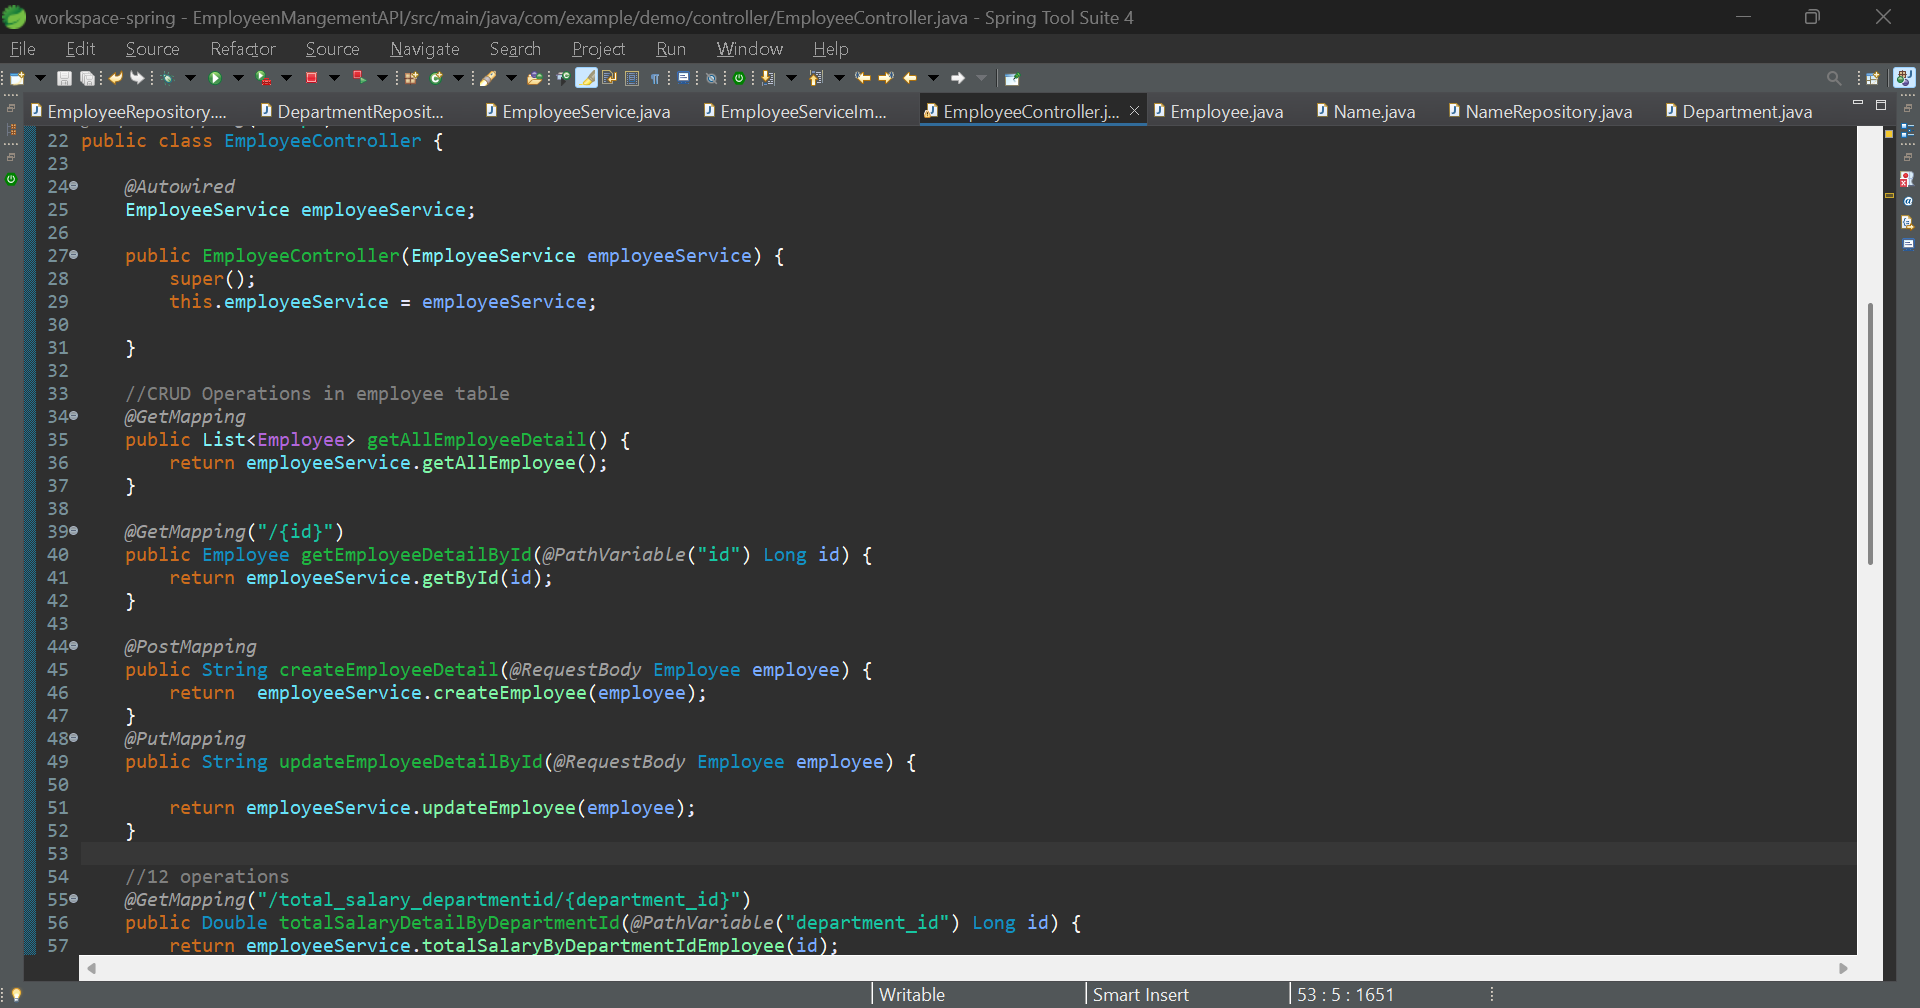 workspace-spring - EmployeenMangementAPI/src/main/java/com/example/demo/controller/EmployeeController.java - Spring Tool Suite 4
File Edit Source Refactor Source Navigate Search Project Run Window Help
EmployeeRepository.... DepartmentReposit... EmployeeService.java EmployeeServiceIm... EmployeeController.j... Employee.java Name.java NameRepository.java Department.java
22 public class EmployeeController {
23
24 @Autowired
25 EmployeeService employeeService;
26
27 public EmployeeController(EmployeeService employeeService) {
28 super();
29 this.employeeService = employeeService;
30
31 }
32
33 //CRUD Operations in employee table
34 @GetMapping
35 public List<Employee> getAllEmployeeDetail() {
36 return employeeService.getAllEmployee();
37 }
38
39 @GetMapping("/{id}")
40 public Employee getEmployeeDetailById(@PathVariable("id") Long id) {
41 return employeeService.getById(id);
42 }
43
44 @PostMapping
45 public String createEmployeeDetail(@RequestBody Employee employee) {
46 return  employeeService.createEmployee(employee);
47 }
48 @PutMapping
49 public String updateEmployeeDetailById(@RequestBody Employee employee) {
50
51 return employeeService.updateEmployee(employee);
52 }
53
54 //12 operations
55 @GetMapping("/total_salary_departmentid/{department_id}")
56 public Double totalSalaryDetailByDepartmentId(@PathVariable("department_id") Long id) {
57 return employeeService.totalSalaryByDepartmentIdEmployee(id);
Writable Smart Insert 53 : 5 : 1651